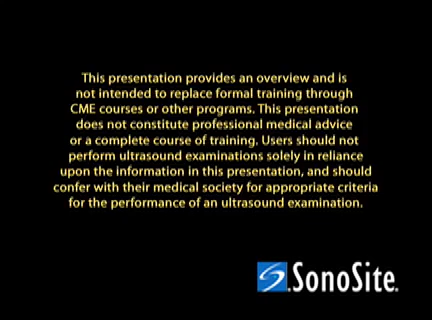 This presentation provides an overview and is
not intended to replace formal training through
CME courses or other programs. This presentation
does not constitute professional medical advice
or a complete course of training. Users should not
perform ultrasound examinations solely in reliance
upon the information in this presentation, and should
confer with their medical society for appropriate criteria
for the performance of an ultrasound examination.
SonoSite.